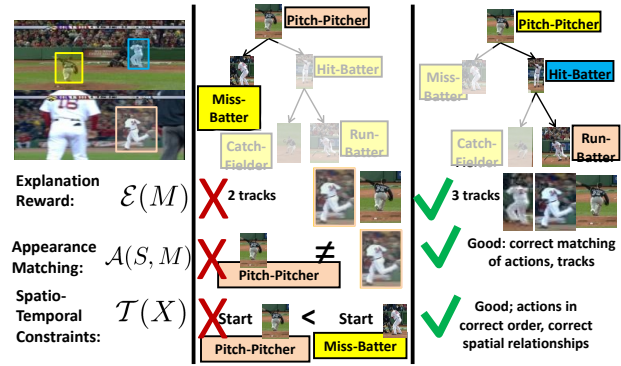 Pitch-Pitcher
Hit-Batter
Miss-
Batter
Catch-
Fielder
Run-
Batter
Pitch-Pitcher
Miss-
Batter
Hit-Batter
Catch-
Fielder
Run-
Batter
18
Explanation
Reward:
ℰ(M)
X
2 tracks
3 tracks
Appearance
Matching:
𝒜(S, M)
X
≠
Pitch-Pitcher
Good: correct matching
of actions, tracks
Spatio-
Temporal
Constraints:
𝒯(X)
X
Start < Start
Pitch-Pitcher
Miss-Batter
Good; actions in
correct order, correct
spatial relationships